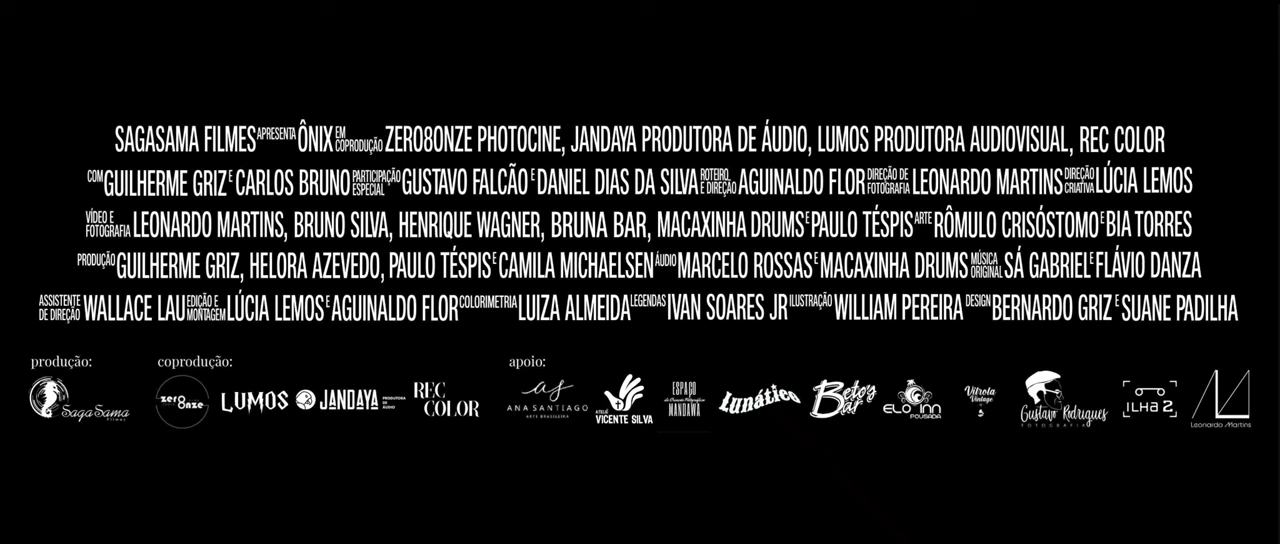 SAGASAMA FILMES APRESENTA ÔNIX EM COPRODUÇÃO ZERO8ONZE PHOTOCINE, JANDAYA PRODUTORA DE ÁUDIO, LUMOS PRODUTORA AUDIOVISUAL, REC COLOR
COM GUILHERME GRIZ E CARLOS BRUNO PARTICIPAÇÃO ESPECIAL GUSTAVO FALCÃO E DANIEL DIAS DA SILVA ROTEIRO E DIREÇÃO AGUINALDO FLOR DIREÇÃO DE FOTOGRAFIA LEONARDO MARTINS DIREÇÃO CRIATIVA LÚCIA LEMOS
VÍDEO E FOTOGRAFIA LEONARDO MARTINS, BRUNO SILVA, HENRIQUE WAGNER, BRUNA BAR, MACAXINHA DRUMS E PAULO TÉSPIS ARTE RÔMULO CRISÓSTOMO E BIA TORRES
PRODUÇÃO GUILHERME GRIZ, HELORA AZEVEDO, PAULO TÉSPIS E CAMILA MICHAELSEN ÁUDIO MARCELO ROSSAS E MACAXINHA DRUMS MÚSICA ORIGINAL SÁ GABRIEL E FLÁVIO DANZA
ASSISTENTE DE DIREÇÃO WALLACE LAU EDIÇÃO E MONTAGEM LÚCIA LEMOS E AGUINALDO FLOR COLORIMETRIA LUIZA ALMEIDA LEGENDAS IVAN SOARES JR ILUSTRAÇÃO WILLIAM PEREIRA DESIGN BERNARDO GRIZ E SUANE PADILHA
produção: coprodução: apoio:
SagaSama filmes
zero8onze
LUMOS
JANDAYA PRODUTORA DE ÁUDIO
REC COLOR
as ANA SANTIAGO ARTE BRASILEIRA
ATELIÊ VICENTE SILVA
ESPAÇO MANDAWA
Lunático
Beto's Bar
ELO INN POUSADA
Vitrola Vintage
Gustavo Rodrigues FOTOGRAFIA
ILHA 2
Leonardo Martins